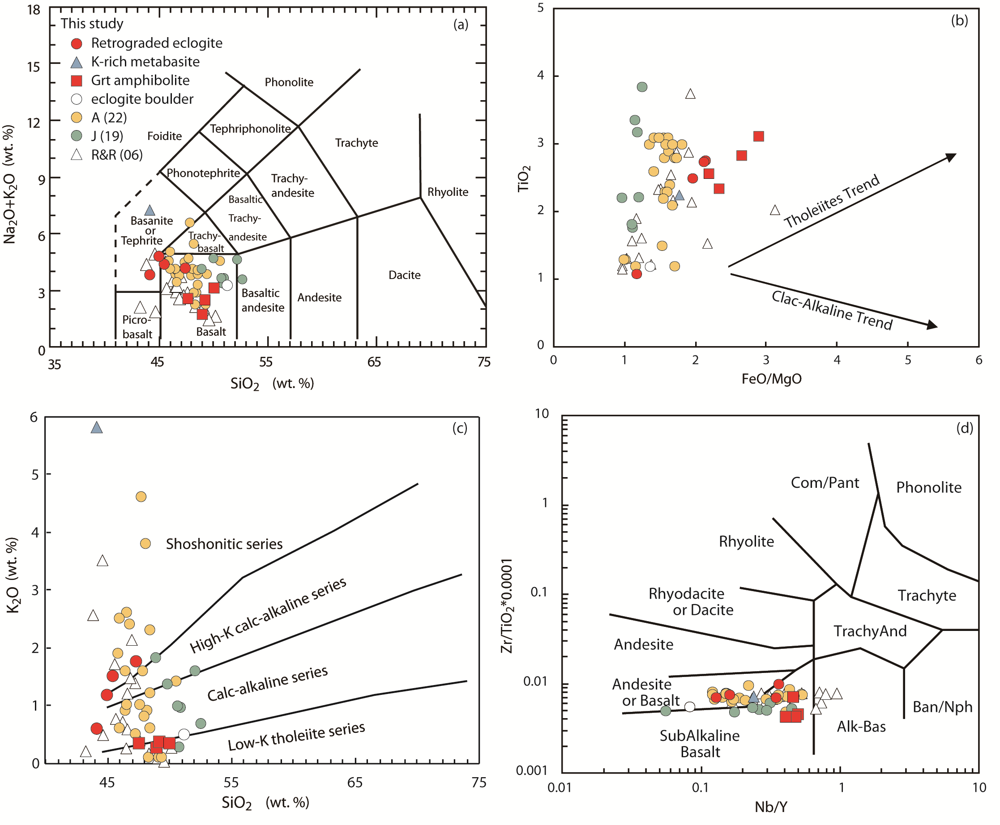 This study
Retrograded eclogite
K-rich metabasite
Grt amphibolite
eclogite boulder
A (22)
J (19)
R&R (06)
(a)
18
15
12
9
6
3
0
Na₂O+K₂O (wt. %)
Phonolite
Foidite
Tephriphonolite
Trachyte
Phonotephrite
Trachy-
andesite
Rhyolite
Basaltic
Trachy-
andesite
Basanite
or
Tephrite
Trachy-
basalt
Dacite
Basaltic
andesite
Andesite
Picro-
basalt
Basalt
35
45
55
65
75
SiO₂ (wt. %)
(b)
5
4
3
2
1
0
TiO₂
Tholeiites Trend
Clac-Alkaline Trend
0
1
2
3
4
5
6
FeO/MgO
(c)
6
5
4
3
2
1
0
K₂O (wt. %)
Shoshonitic series
High-K calc-alkaline series
Calc-alkaline series
Low-K tholeiite series
45
55
65
75
SiO₂ (wt. %)
(d)
10
1
0.1
0.01
0.001
Zr/TiO₂*0.0001
Com/Pant
Phonolite
Rhyolite
Rhyodacite
or Dacite
Trachyte
TrachyAnd
Andesite
Andesite
or Basalt
Ban/Nph
Alk-Bas
SubAlkaline
Basalt
0.01
0.1
1
10
Nb/Y